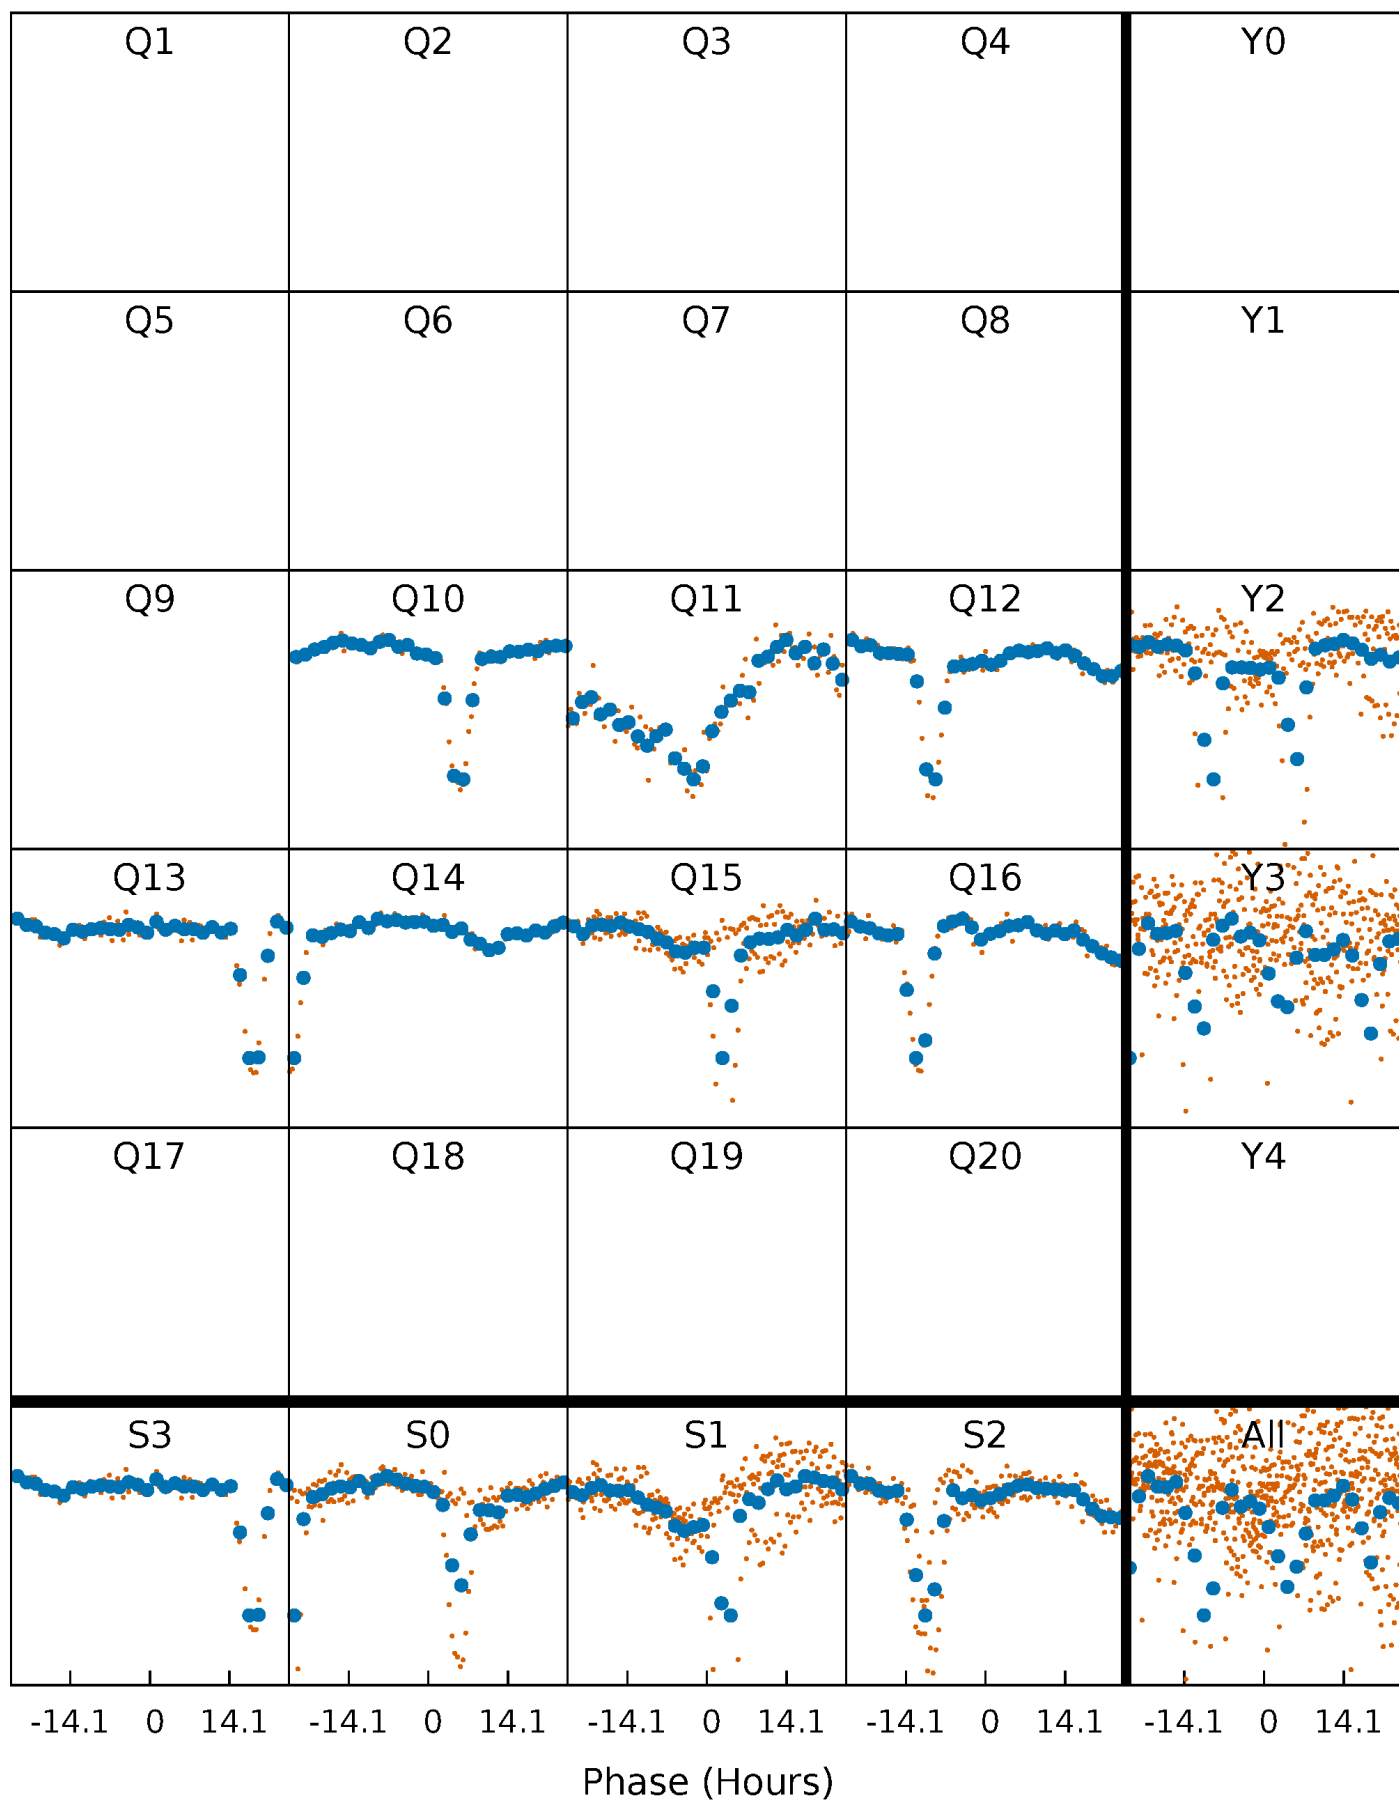 Q1 Q2 Q3 Q4 Y0
Q5 Q6 Q7 Q8 Y1
Q9 Q10 Q11 Q12 Y2
Q13 Q14 Q15 Q16 Y3
Q17 Q18 Q19 Q20 Y4
S3 S0 S1 S2 All
-14.1 0 14.1 -14.1 0 14.1 -14.1 0 14.1 -14.1 0 14.1 -14.1 0 14.1
Phase (Hours)